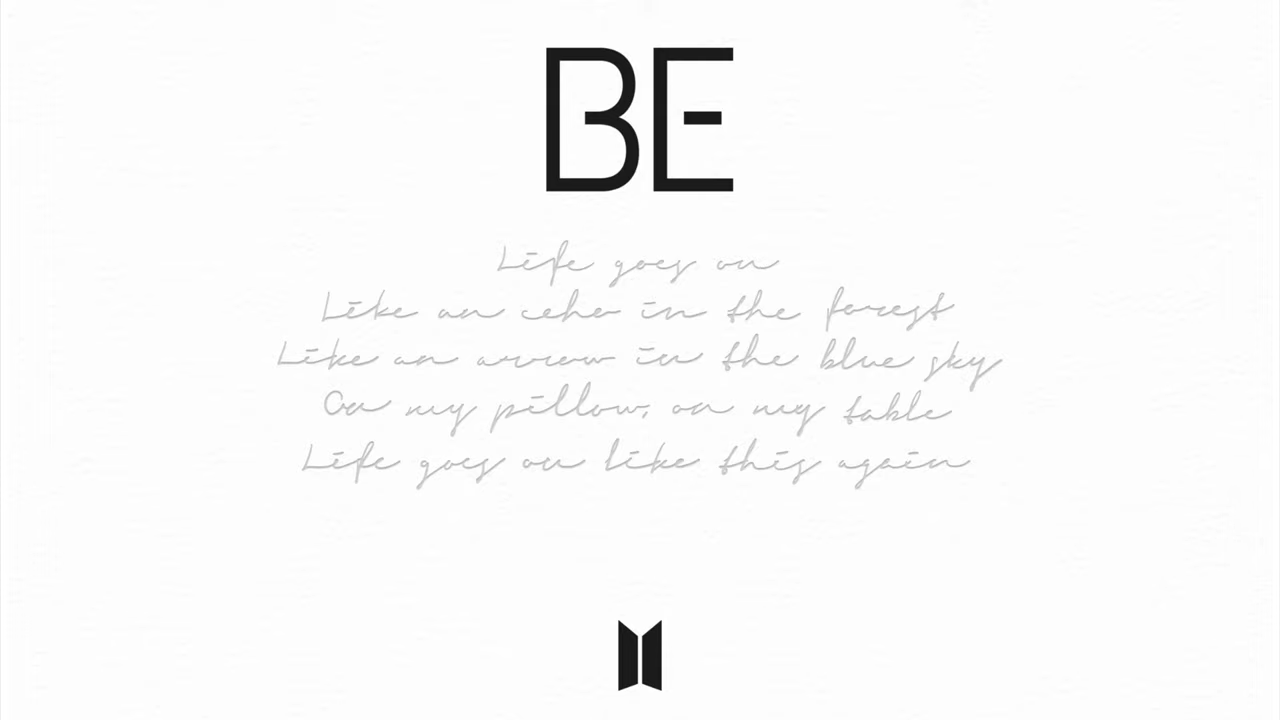 BE
Life goes on
Like an echo in the forest
Like an arrow in the blue sky
On my pillow, on my table
Life goes on like this again